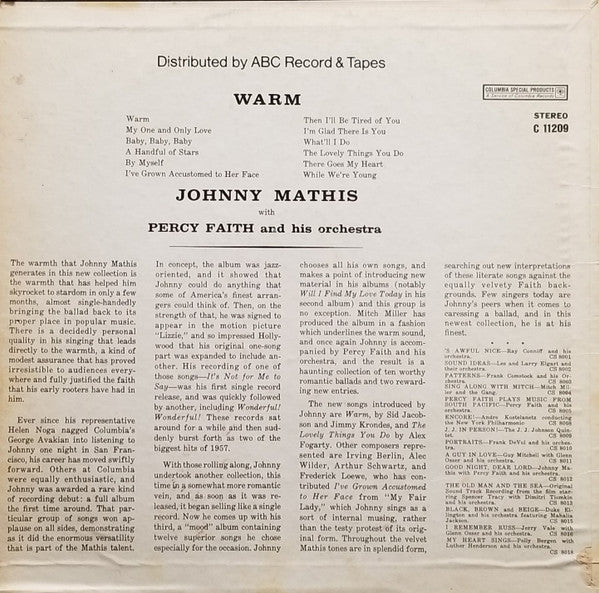 Distributed by ABC Record & Tapes
WARM
COLUMBIA SPECIAL PRODUCTS
A Service of Columbia Records
STEREO
C 11209
Warm
My One and Only Love
Baby, Baby, Baby
A Handful of Stars
By Myself
I've Grown Accustomed to Her Face
Then I'll Be Tired of You
I'm Glad There Is You
What'll I Do
The Lovely Things You Do
There Goes My Heart
While We're Young
JOHNNY MATHIS
with
PERCY FAITH and his orchestra
The warmth that Johnny Mathis
generates in this new collection is
the warmth that has helped him
skyrocket to stardom in only a few
months, almost single-handedly
bringing the ballad back to its
proper place in popular music.
There is a decidedly personal
quality in his singing that leads
directly to the warmth, a kind of
modest assurance that has proved
irresistible to audiences every-
where and fully justified the faith
that his early rooters have had in
him.
Ever since his representative
Helen Noga nagged Columbia's
George Avakian into listening to
Johnny one night in San Fran-
cisco, his career has moved swiftly
forward. Others at Columbia
were equally enthusiastic, and
Johnny was awarded a rare kind
of recording debut: a full album
the first time around. That par-
ticular group of songs won ap-
plause on all sides, demonstrating
as it did the enormous versatility
that is part of the Mathis talent.
In concept, the album was jazz-
oriented, and it showed that
Johnny could do anything that
some of America's finest arran-
gers could think of. Then, on the
strength of that, he was signed to
appear in the motion picture
"Lizzie," and so impressed Holly-
wood that his original one-song
part was expanded to include an-
other. His recording of one of
those songs—It's Not for Me to
Say—was his first single record
release, and was quickly followed
by another, including Wonderful!
Wonderful! These records sat
around for a while and then sud-
denly burst forth as two of the
biggest hits of 1957.
With those rolling along, Johnny
undertook another collection, this
time in a somewhat more romantic
vein, and as soon as it was re-
leased, it began selling like a single
record. Now he comes up with his
third, a "mood" album containing
twelve superior songs he chose
especially for the occasion. Johnny
chooses all his own songs, and
makes a point of introducing new
material in his albums (notably
Will I Find My Love Today in his
second album) and this group is
no exception. Mitch Miller has
produced the album in a fashion
which underlines the warm sound,
and once again Johnny is accom-
panied by Percy Faith and his
orchestra, and the result is a
haunting collection of ten worthy
romantic ballads and two reward-
ing new entries.
The new songs introduced by
Johnny are Warm, by Sid Jacob-
son and Jimmy Krondes, and The
Lovely Things You Do by Alex
Fogarty. Other composers repre-
sented are Irving Berlin, Alec
Wilder, Arthur Schwartz, and
Frederick Loewe, who has con-
tributed I've Grown Accustomed
to Her Face from "My Fair
Lady," which Johnny sings as a
sort of internal musing, rather
than the testy protest of its orig-
inal form. Throughout the velvet
Mathis tones are in splendid form,
searching out new interpretations
of these literate songs against the
equally velvety Faith back-
grounds. Few singers today are
Johnny's peers when it comes to
caressing a ballad, and in this
newest collection, he is at his
finest.
'S AWFUL NICE—Ray Conniff and his
orchestra. CS 8001
SOUND IDEAS—Les and Larry Elgart and
their orchestra. CS 8002
PATTERNS—Frank Comstock and his Or-
chestra. CS 8003
SING ALONG WITH MITCH—Mitch Mil-
ler and the Gang. CS 8004
PERCY FAITH PLAYS MUSIC FROM
SOUTH PACIFIC—Percy Faith and his
orchestra. CS 8005
ENCORE!—Andre Kostelanetz conducting
the New York Philharmonic CS 8008
J. J. IN PERSON!—The J. J. Johnson Quin-
tet. CS 8009
PORTRAITS—Frank DeVol and his orches-
tra. CS 8010
A GUY IN LOVE—Guy Mitchell with Glenn
Osser and his orchestra. CS 8011
GOOD NIGHT, DEAR LORD—Johnny Ma-
this with Percy Faith and his orchestra.
CS 8012
THE OLD MAN AND THE SEA—Original
Sound Track Recording from the film star-
ring Spencer Tracy with Dimitri Tiomkin
and his orchestra. CS 8013
BLACK, BROWN and BEIGE—Duke El-
lington and his orchestra featuring Mahalia
Jackson. CS 8015
I REMEMBER RUSS—Jerry Vale with
Glenn Osser and his orchestra. CS 8016
MY HEART SINGS—Polly Bergen with
Luther Henderson and his orchestra.
CS 8018